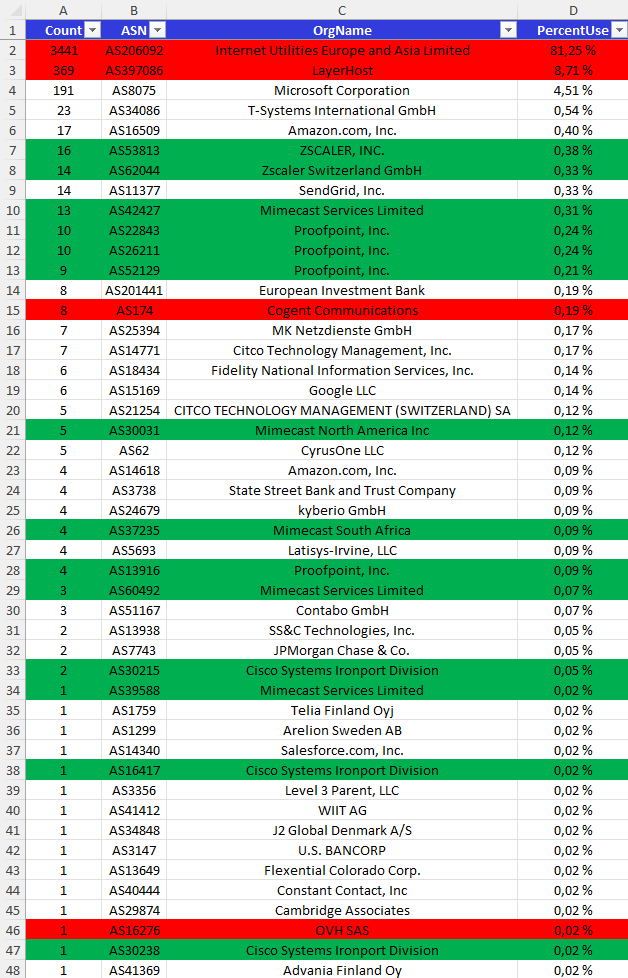 A B C D
1 Count ASN OrgName PercentUse
2 3441 AS206092 Internet Utilities Europe and Asia Limited 81,25 %
3 369 AS397086 LayerHost 8,71 %
4 191 AS8075 Microsoft Corporation 4,51 %
5 23 AS34086 T-Systems International GmbH 0,54 %
6 17 AS16509 Amazon.com, Inc. 0,40 %
7 16 AS53813 ZSCALER, INC. 0,38 %
8 14 AS62044 Zscaler Switzerland GmbH 0,33 %
9 14 AS11377 SendGrid, Inc. 0,33 %
10 13 AS42427 Mimecast Services Limited 0,31 %
11 10 AS22843 Proofpoint, Inc. 0,24 %
12 10 AS26211 Proofpoint, Inc. 0,24 %
13 9 AS52129 Proofpoint, Inc. 0,21 %
14 8 AS201441 European Investment Bank 0,19 %
15 8 AS174 Cogent Communications 0,19 %
16 7 AS25394 MK Netzdienste GmbH 0,17 %
17 7 AS14771 Citco Technology Management, Inc. 0,17 %
18 6 AS18434 Fidelity National Information Services, Inc. 0,14 %
19 6 AS15169 Google LLC 0,14 %
20 5 AS21254 CITCO TECHNOLOGY MANAGEMENT (SWITZERLAND) SA 0,12 %
21 5 AS30031 Mimecast North America Inc 0,12 %
22 5 AS62 CyrusOne LLC 0,12 %
23 4 AS14618 Amazon.com, Inc. 0,09 %
24 4 AS3738 State Street Bank and Trust Company 0,09 %
25 4 AS24679 kyberio GmbH 0,09 %
26 4 AS37235 Mimecast South Africa 0,09 %
27 4 AS5693 Latisys-Irvine, LLC 0,09 %
28 4 AS13916 Proofpoint, Inc. 0,09 %
29 3 AS60492 Mimecast Services Limited 0,07 %
30 3 AS51167 Contabo GmbH 0,07 %
31 2 AS13938 SS&C Technologies, Inc. 0,05 %
32 2 AS7743 JPMorgan Chase & Co. 0,05 %
33 2 AS30215 Cisco Systems Ironport Division 0,05 %
34 1 AS39588 Mimecast Services Limited 0,02 %
35 1 AS1759 Telia Finland Oyj 0,02 %
36 1 AS1299 Arelion Sweden AB 0,02 %
37 1 AS14340 Salesforce.com, Inc. 0,02 %
38 1 AS16417 Cisco Systems Ironport Division 0,02 %
39 1 AS3356 Level 3 Parent, LLC 0,02 %
40 1 AS41412 WIIT AG 0,02 %
41 1 AS34848 J2 Global Denmark A/S 0,02 %
42 1 AS3147 U.S. BANCORP 0,02 %
43 1 AS13649 Flexential Colorado Corp. 0,02 %
44 1 AS40444 Constant Contact, Inc 0,02 %
45 1 AS29874 Cambridge Associates 0,02 %
46 1 AS16276 OVH SAS 0,02 %
47 1 AS30238 Cisco Systems Ironport Division 0,02 %
48 1 AS41369 Advania Finland Oy 0,02 %